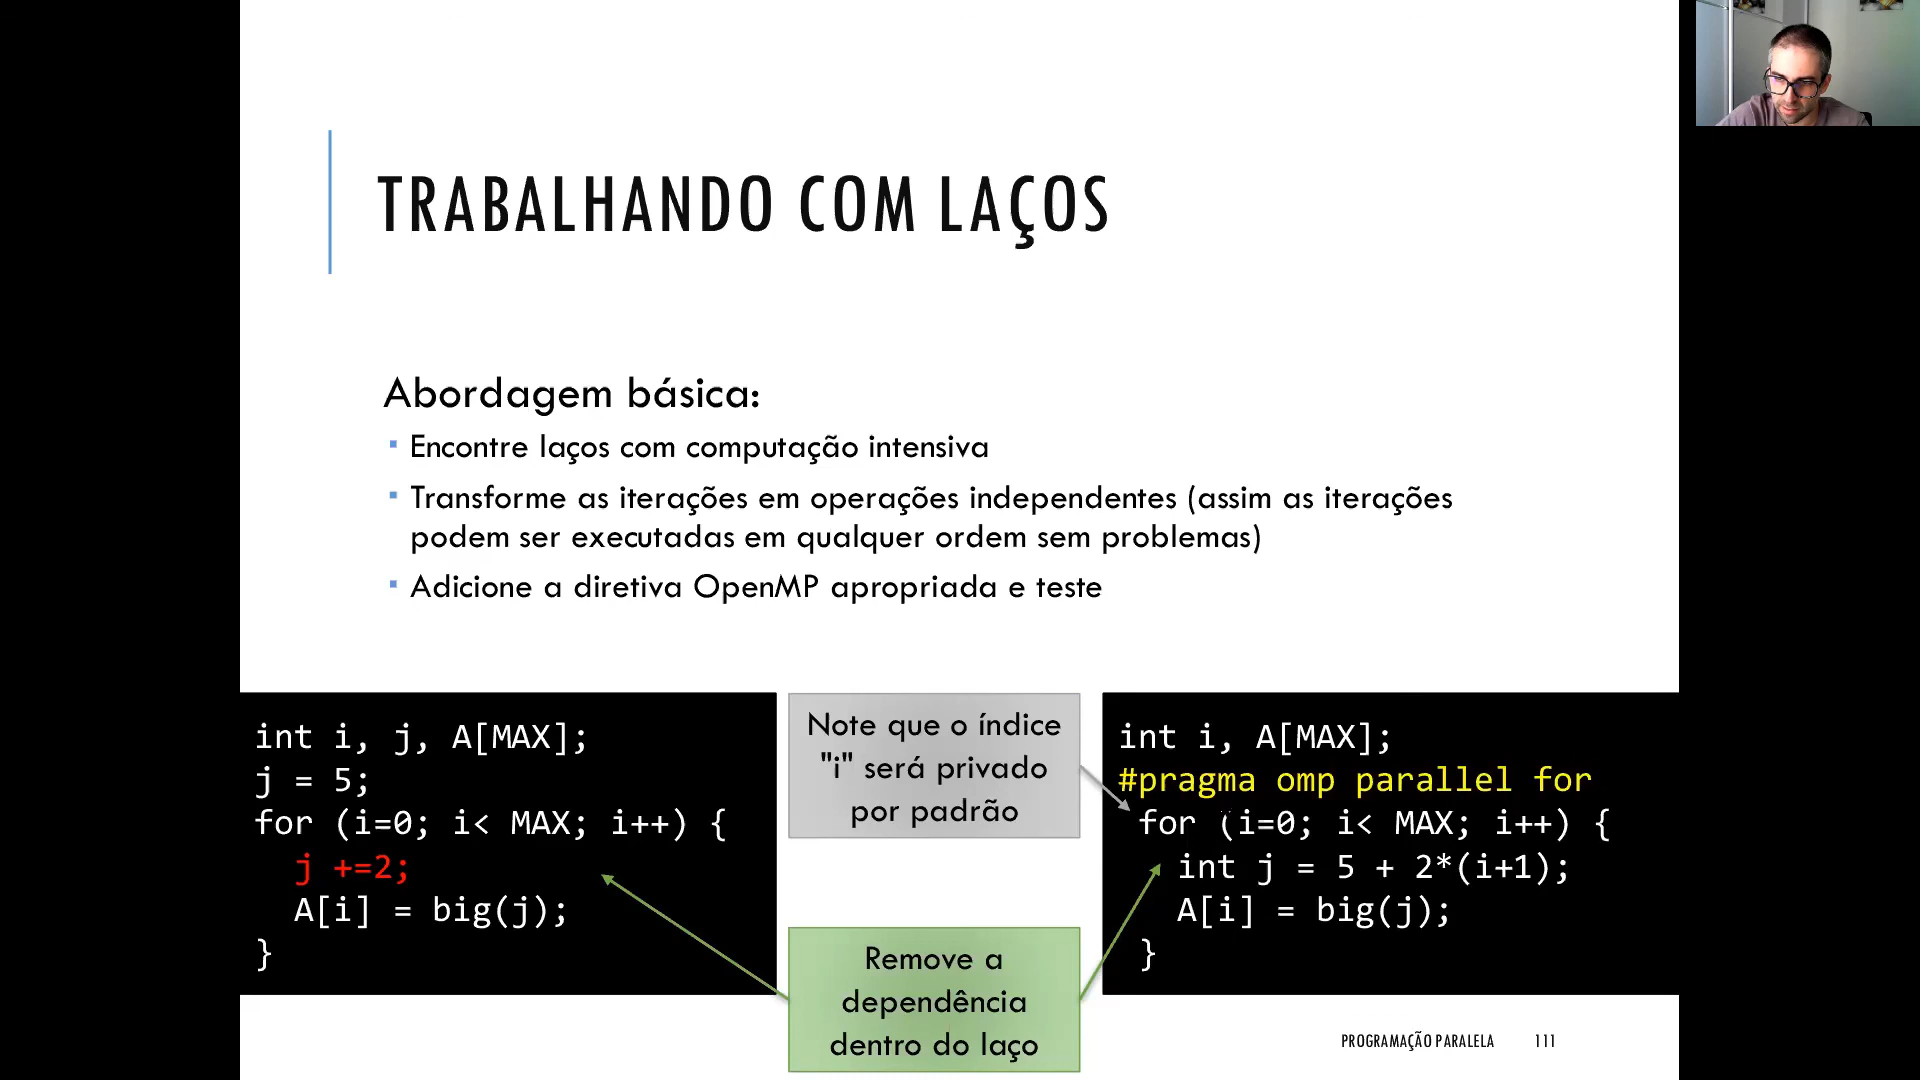 TRABALHANDO COM LAÇOS
Abordagem básica:
▪ Encontre laços com computação intensiva
▪ Transforme as iterações em operações independentes (assim as iterações
podem ser executadas em qualquer ordem sem problemas)
▪ Adicione a diretiva OpenMP apropriada e teste
int i, j, A[MAX];
j = 5;
for (i=0; i< MAX; i++) {
j +=2;
A[i] = big(j);
}
Note que o índice
"i" será privado
por padrão
Remove a
dependência
dentro do laço
int i, A[MAX];
#pragma omp parallel for
for (i=0; i< MAX; i++) {
int j = 5 + 2*(i+1);
A[i] = big(j);
}
PROGRAMAÇÃO PARALELA 111